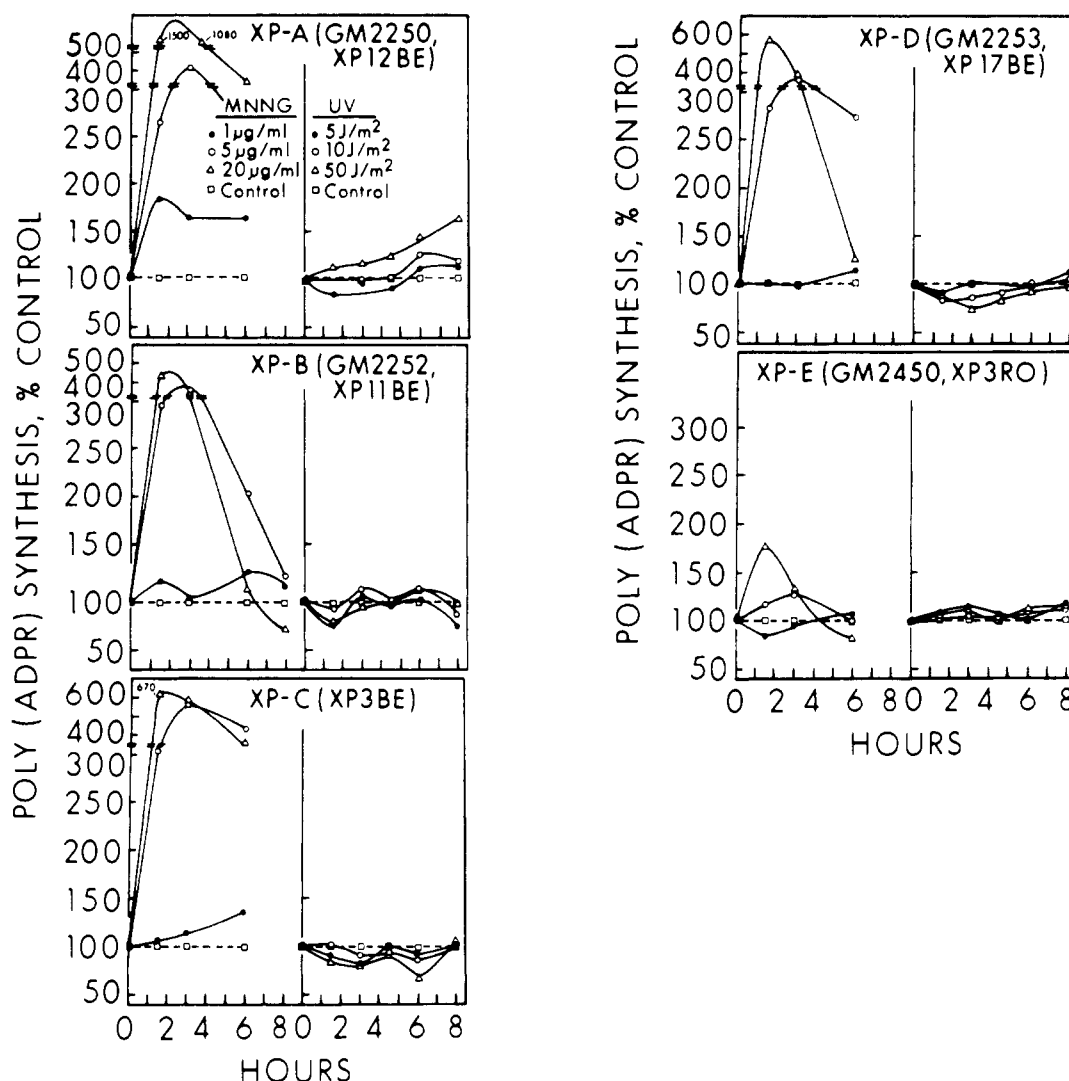 POLY (ADPR) SYNTHESIS, % CONTROL
XP-A (GM2250,
XP12BE)
500
400
300
200
150
100
50
1500
1080
MNNG UV
1µg/ml 5J/m²
5µg/ml 10J/m²
20µg/ml 50J/m²
Control Control
XP-B (GM2252,
XP11BE)
500
400
300
250
200
150
100
50
XP-C (XP3BE)
670
600
400
300
250
200
150
100
50
0 2 4 6 0 2 4 6 8
HOURS
POLY (ADPR) SYNTHESIS, % CONTROL
XP-D (GM2253,
XP17BE)
600
400
300
250
200
150
100
50
XP-E (GM2450, XP3RO)
300
250
200
150
100
50
0 2 4 6 8 0 2 4 6 8
HOURS